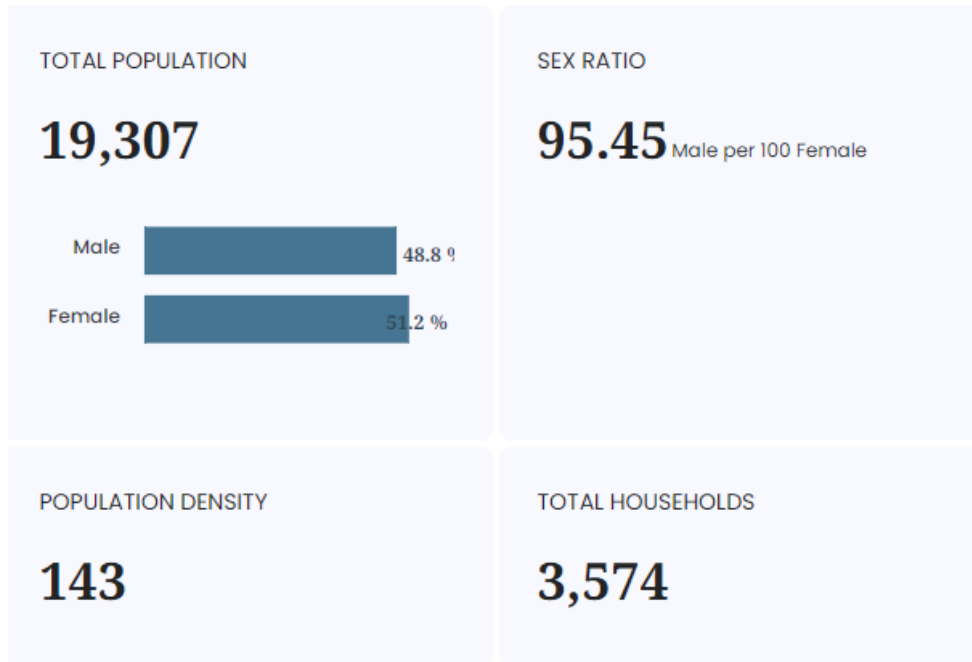 TOTAL POPULATION
19,307
Male 48.8 %
Female 51.2 %
SEX RATIO
95.45 Male per 100 Female
POPULATION DENSITY
143
TOTAL HOUSEHOLDS
3,574